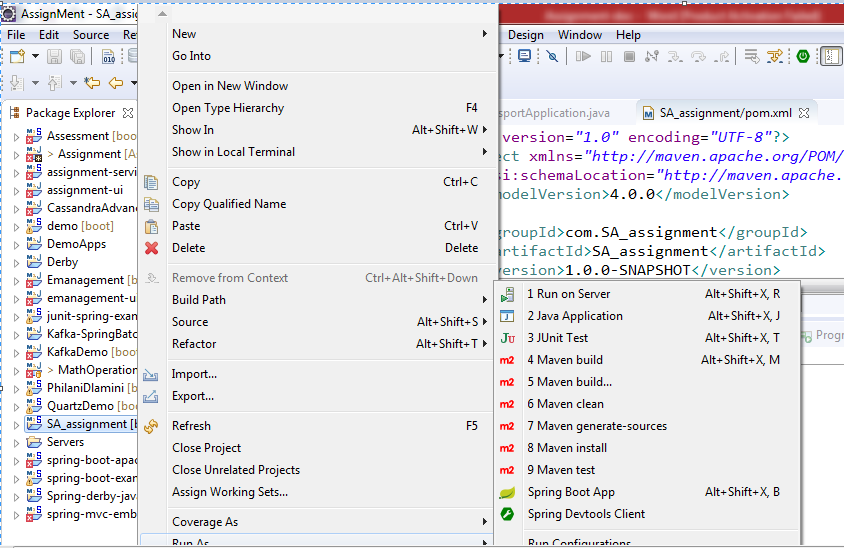 AssignMent - SA_assig
File Edit Source Re Design Window Help
Package Explorer
Assessment [boot
> Assignment [As
assignment-servi
assignment-ui
CassandraAdvan
demo [boot]
DemoApps
Derby
Emanagement [b
emanagement-u
junit-spring-exan
Kafka-SpringBatc
KafkaDemo [boo
> MathOperation
PhilaniDlamini [b
QuartzDemo [bo
SA_assignment [b
Servers
spring-boot-apac
spring-boot-exan
Spring-derby-jav
spring-mvc-emb
New
Go Into
Open in New Window
Open Type Hierarchy F4
Show In Alt+Shift+W
Show in Local Terminal
Copy Ctrl+C
Copy Qualified Name
Paste Ctrl+V
Delete Delete
Remove from Context Ctrl+Alt+Shift+Down
Build Path
Source Alt+Shift+S
Refactor Alt+Shift+T
Import...
Export...
Refresh F5
Close Project
Close Unrelated Projects
Assign Working Sets...
Coverage As
Run As
sportApplication.java SA_assignment/pom.xml
version="1.0" encoding="UTF-8"?>
ect xmlns="http://maven.apache.org/POM/
si:schemaLocation="http://maven.apache.
modelVersion>4.0.0</modelVersion>
groupId>com.SA_assignment</groupId>
artifactId>SA_assignment</artifactId>
version>1.0.0-SNAPSHOT</version>
1 Run on Server Alt+Shift+X, R
2 Java Application Alt+Shift+X, J
3 JUnit Test Alt+Shift+X, T
4 Maven build Alt+Shift+X, M
5 Maven build...
6 Maven clean
7 Maven generate-sources
8 Maven install
9 Maven test
Spring Boot App Alt+Shift+X, B
Spring Devtools Client
Run Configurations
Progr